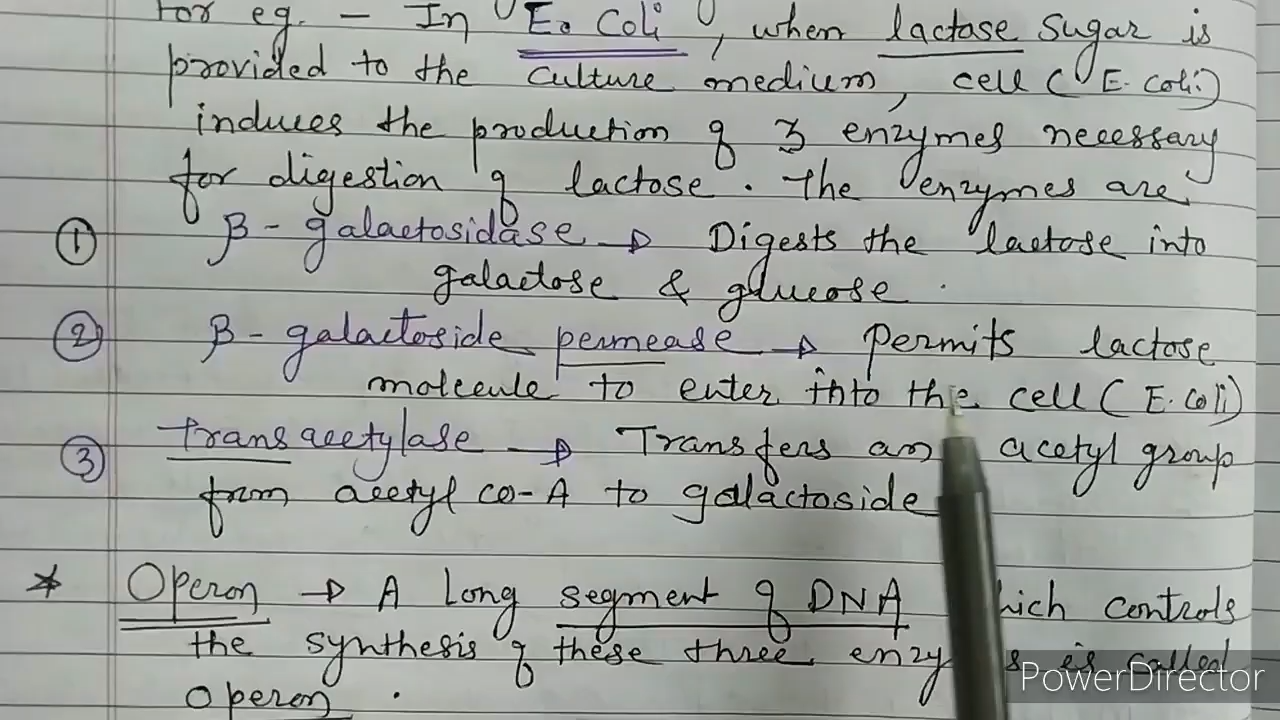 For eg. - In E. Coli, when lactase sugar is
provided to the culture medium, cell (E. Coli)
induces the production of 3 enzymes necessary
for digestion of lactose. The enzymes are
① β-galactosidase → Digests the lactose into
galactose & glucose.
② β-galactoside permease → Permits lactose
molecule to enter into the cell (E. Coli)
③ Transacetylase → Transfers an acetyl group
from acetyl co-A to galactoside
* Operon → A long segment of DNA which controls
the synthesis of these three is called
operon.
PowerDirector